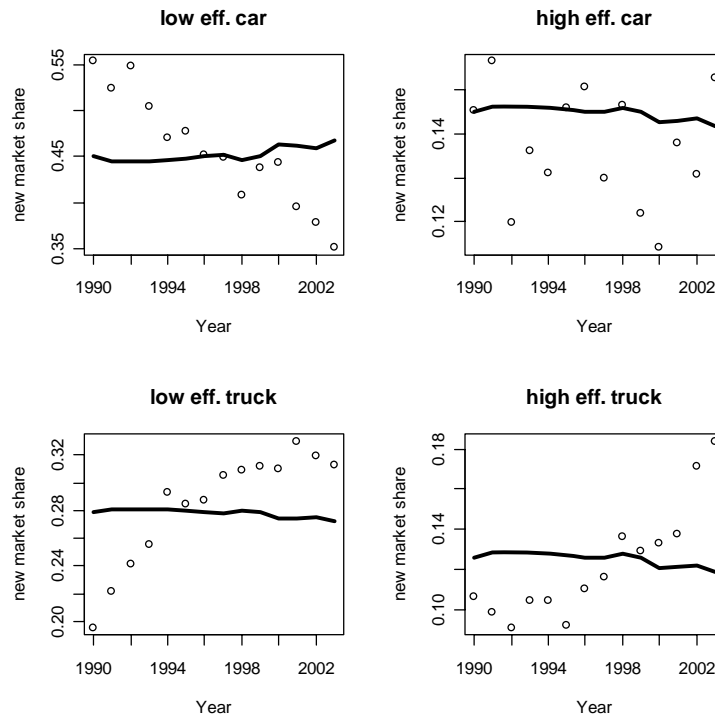 low eff. car
new market share
0.35 0.45 0.55
1990 1994 1998 2002
Year
high eff. car
new market share
0.12 0.14
1990 1994 1998 2002
Year
low eff. truck
new market share
0.20 0.24 0.28 0.32
1990 1994 1998 2002
Year
high eff. truck
new market share
0.10 0.14 0.18
1990 1994 1998 2002
Year